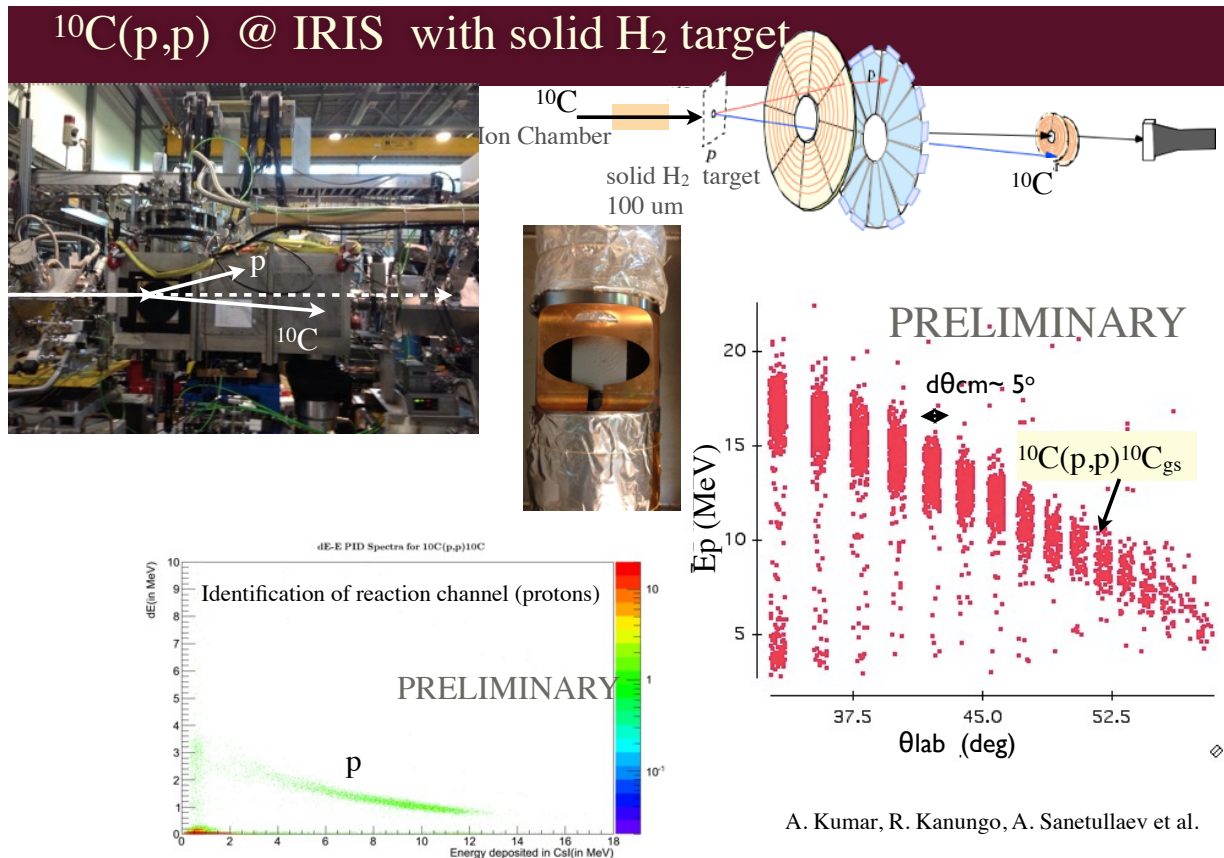 ¹⁰C(p,p) @ IRIS with solid H₂ target
¹⁰C
Ion Chamber
p
p
solid H₂ target
100 um
¹⁰C
p
¹⁰C
PRELIMINARY
20
15
10
5
dθcm~ 5°
¹⁰C(p,p)¹⁰Cgs
Ep (MeV)
37.5 45.0 52.5
θlab (deg)
dE-E PID Spectra for 10C(p,p)10C
dE(in MeV)
Identification of reaction channel (protons)
PRELIMINARY
p
10
9
8
7
6
5
4
3
2
1
0
0 2 4 6 8 10 12 14 16 18
Energy deposited in CsI(in MeV)
10
1
10⁻¹
A. Kumar, R. Kanungo, A. Sanetullaev et al.